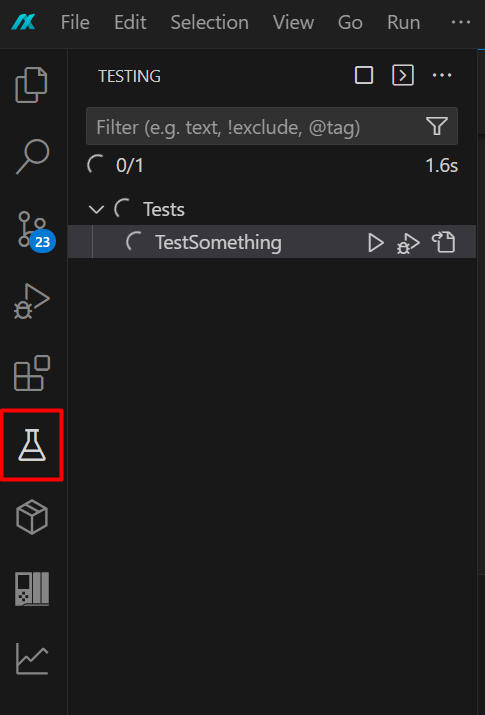 File Edit Selection View Go Run ···
TESTING
Filter (e.g. text, !exclude, @tag)
0/1 1.6s
Tests
TestSomething
23